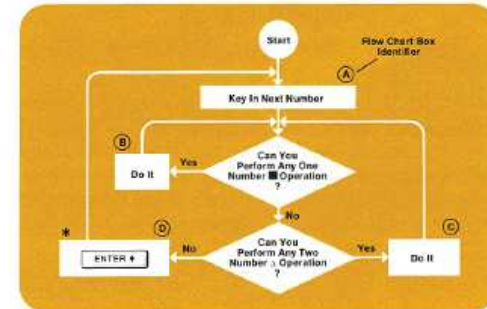 Start
Flow Chart Box
Identifier
A
Key In Next Number
B
Do It
Yes
Can You
Perform Any One
Number ■ Operation
?
No
*
D
ENTER ↑
No
Can You
Perform Any Two
Number △ Operation
?
Yes
C
Do It